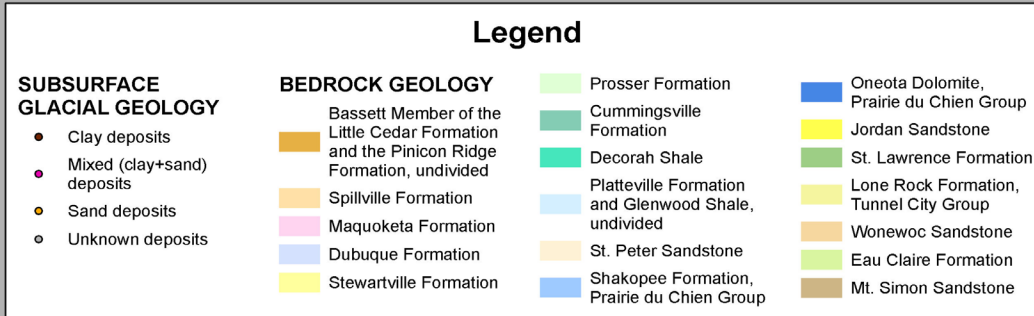 Legend
SUBSURFACE
GLACIAL GEOLOGY
Clay deposits
Mixed (clay+sand)
deposits
Sand deposits
Unknown deposits
BEDROCK GEOLOGY
Bassett Member of the
Little Cedar Formation
and the Pinicon Ridge
Formation, undivided
Spillville Formation
Maquoketa Formation
Dubuque Formation
Stewartville Formation
Prosser Formation
Cummingsville
Formation
Decorah Shale
Platteville Formation
and Glenwood Shale,
undivided
St. Peter Sandstone
Shakopee Formation,
Prairie du Chien Group
Oneota Dolomite,
Prairie du Chien Group
Jordan Sandstone
St. Lawrence Formation
Lone Rock Formation,
Tunnel City Group
Wonewoc Sandstone
Eau Claire Formation
Mt. Simon Sandstone